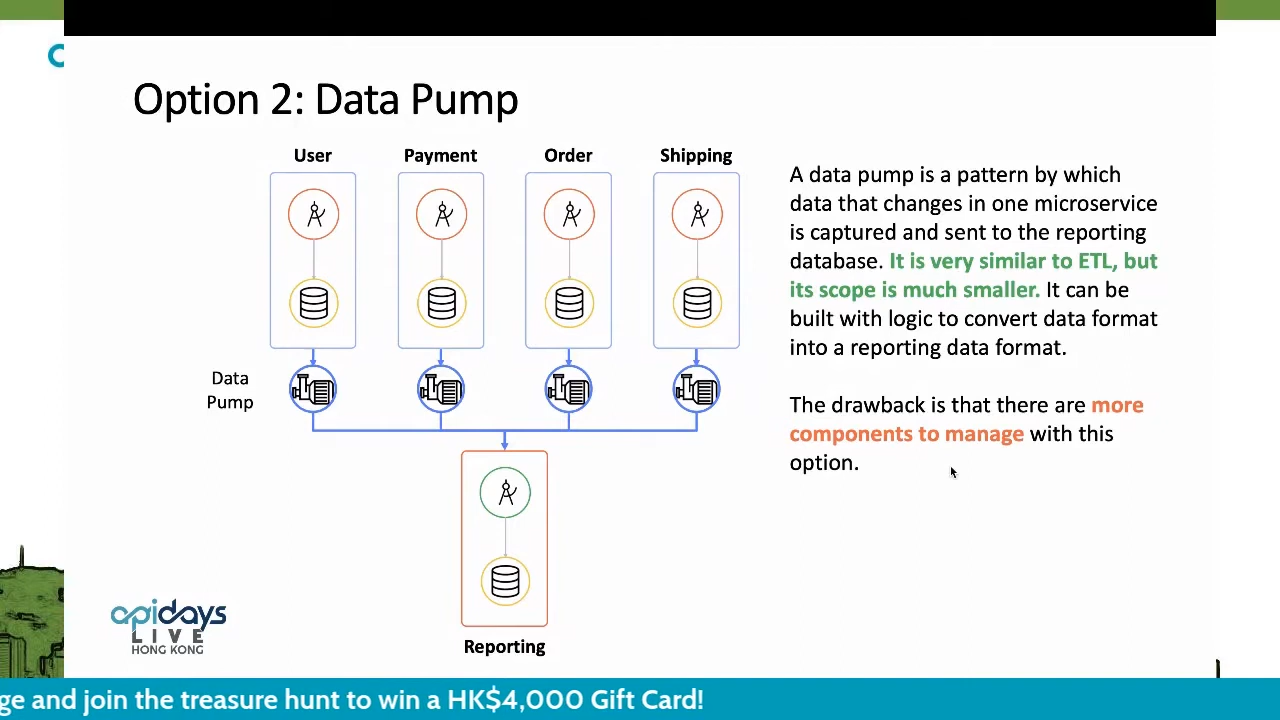 Option 2: Data Pump
User
Payment
Order
Shipping
Data
Pump
Reporting
A data pump is a pattern by which
data that changes in one microservice
is captured and sent to the reporting
database. It is very similar to ETL, but
its scope is much smaller. It can be
built with logic to convert data format
into a reporting data format.
The drawback is that there are more
components to manage with this
option.
apidays
LIVE
HONG KONG
ge and join the treasure hunt to win a HK$4,000 Gift Card!